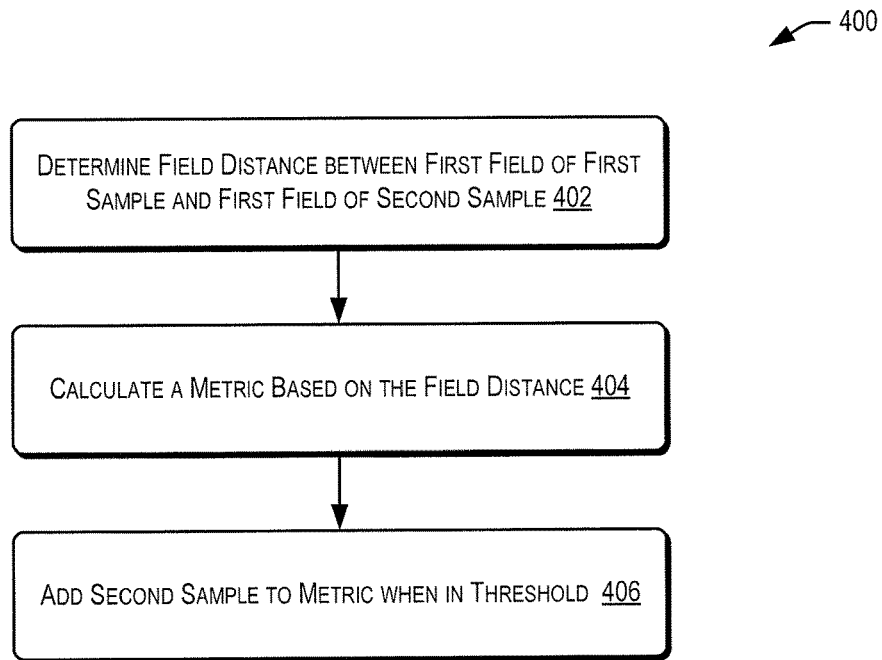 400
DETERMINE FIELD DISTANCE BETWEEN FIRST FIELD OF FIRST
SAMPLE AND FIRST FIELD OF SECOND SAMPLE 402
CALCULATE A METRIC BASED ON THE FIELD DISTANCE 404
ADD SECOND SAMPLE TO METRIC WHEN IN THRESHOLD 406